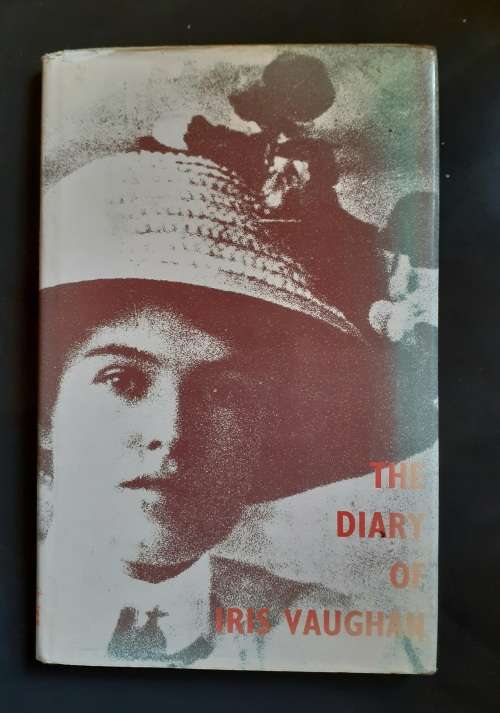 THE
DIARY
OF
IRIS VAUGHAN